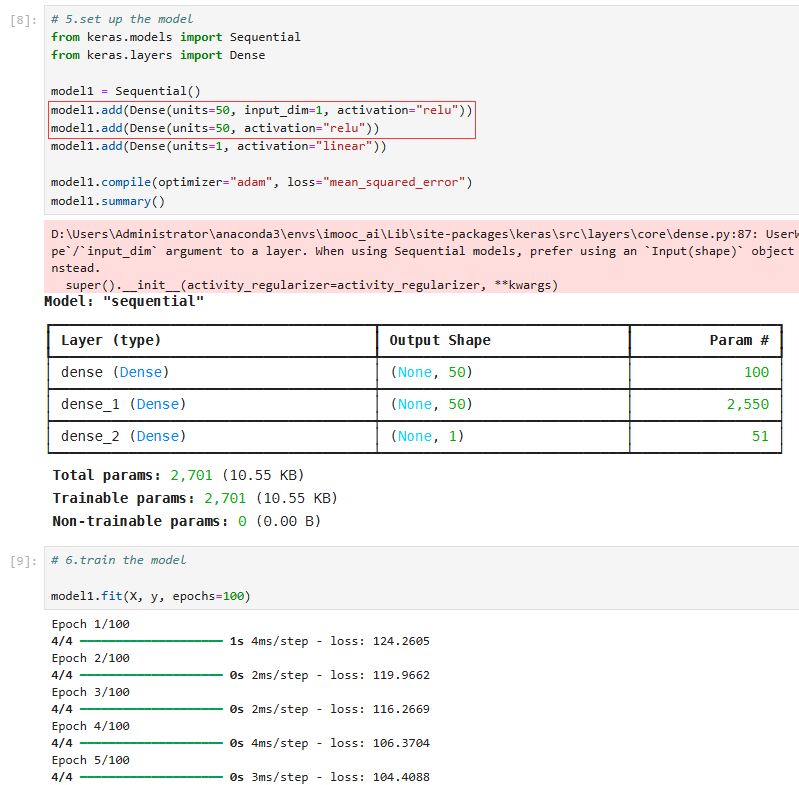 [8]:
# 5.set up the model
from keras.models import Sequential
from keras.layers import Dense
model1 = Sequential()
model1.add(Dense(units=50, input_dim=1, activation="relu"))
model1.add(Dense(units=50, activation="relu"))
model1.add(Dense(units=1, activation="linear"))
model1.compile(optimizer="adam", loss="mean_squared_error")
model1.summary()
D:\Users\Administrator\anaconda3\envs\imooc_ai\Lib\site-packages\keras\src\layers\core\dense.py:87:
pe`/`input_dim` argument to a layer. When using Sequential models, prefer using an `Input(shape)` object
nstead.
super().__init__(activity_regularizer=activity_regularizer, **kwargs)
Model: "sequential"
Layer (type) Output Shape Param #
dense (Dense) (None, 50) 100
dense_1 (Dense) (None, 50) 2,550
dense_2 (Dense) (None, 1) 51
Total params: 2,701 (10.55 KB)
Trainable params: 2,701 (10.55 KB)
Non-trainable params: 0 (0.00 B)
[9]:
# 6.train the model
model1.fit(X, y, epochs=100)
Epoch 1/100
4/4 1s 4ms/step - loss: 124.2605
Epoch 2/100
4/4 0s 2ms/step - loss: 119.9662
Epoch 3/100
4/4 0s 2ms/step - loss: 116.2669
Epoch 4/100
4/4 0s 4ms/step - loss: 106.3704
Epoch 5/100
4/4 0s 3ms/step - loss: 104.4088